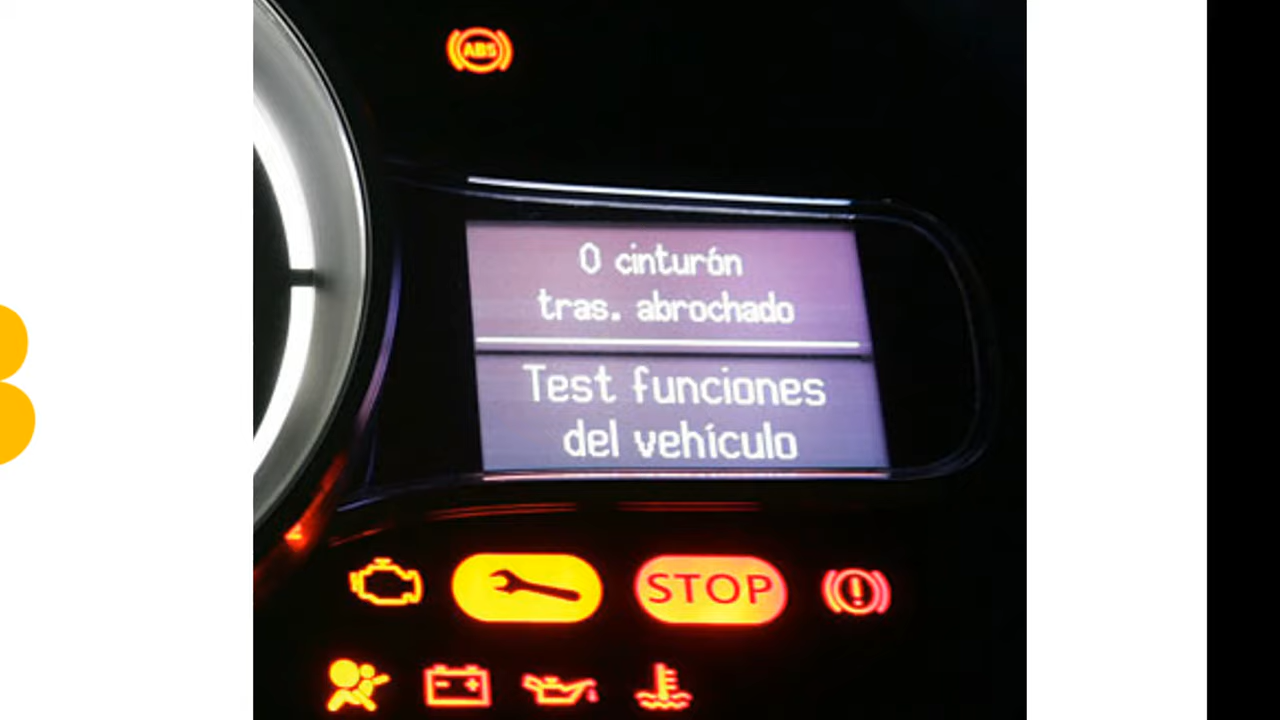 ABS
0 cinturón
tras. abrochado
Test funciones
del vehículo
STOP